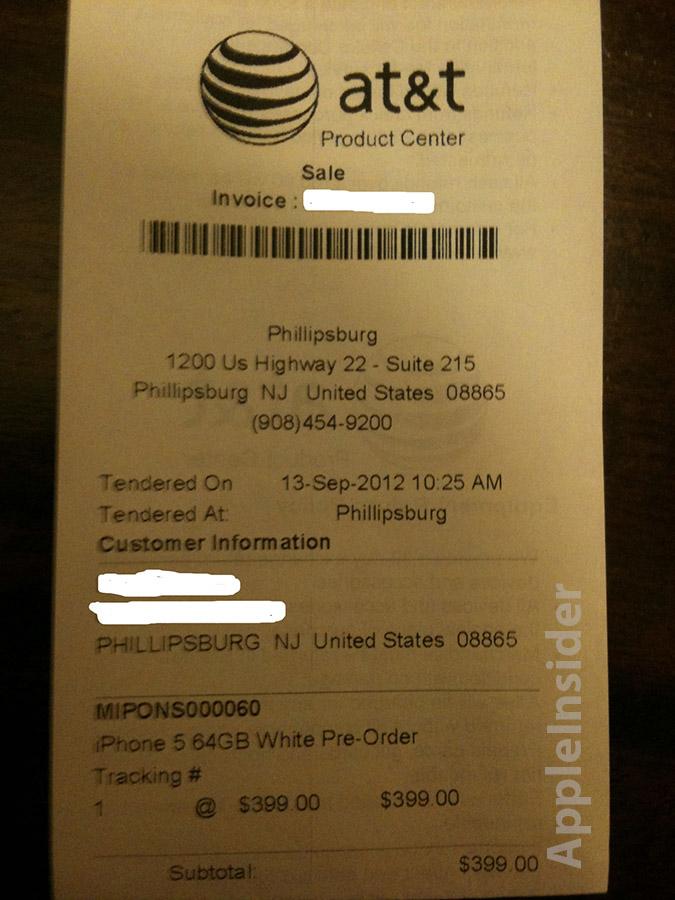 at&t
Product Center
Sale
Invoice :
Phillipsburg
1200 Us Highway 22 - Suite 215
Phillipsburg NJ United States 08865
(908)454-9200
Tendered On 13-Sep-2012 10:25 AM
Tendered At: Phillipsburg
Customer Information
PHILLIPSBURG NJ United States 08865
MIPONS000060
iPhone 5 64GB White Pre-Order
Tracking #
1 @ $399.00 $399.00
Subtotal: $399.00
AppleInsider